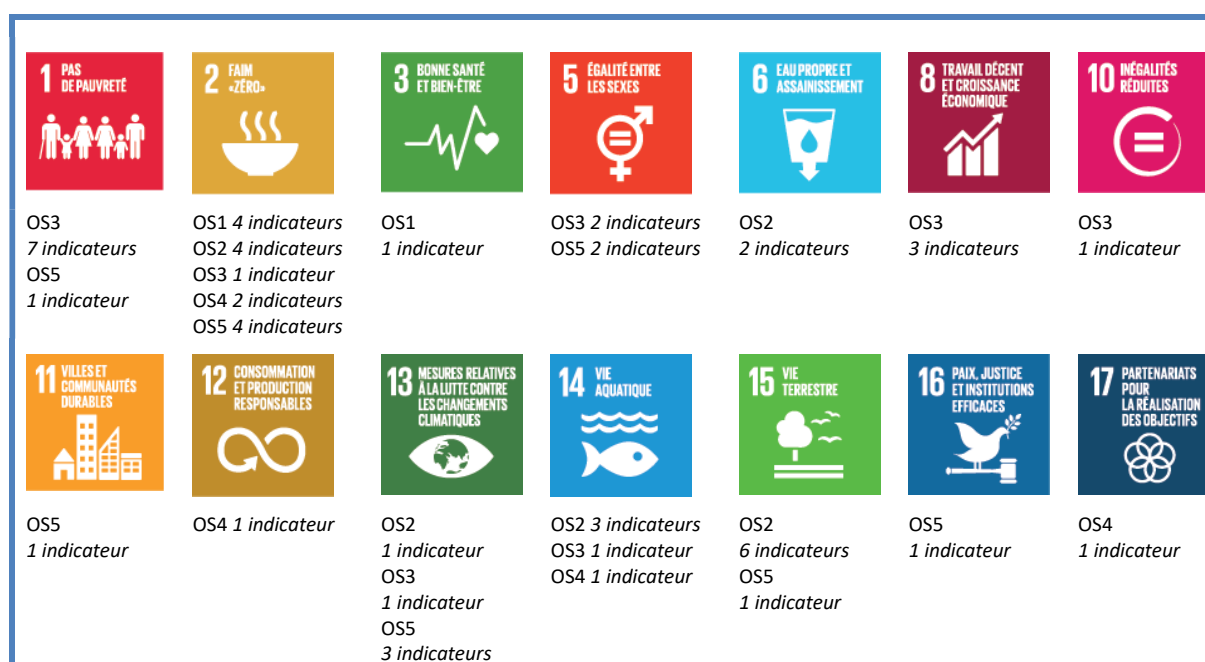 1 PAS
DE PAUVRETÉ
OS3
7 indicateurs
OS5
1 indicateur
2 FAIM
«ZÉRO»
OS1 4 indicateurs
OS2 4 indicateurs
OS3 1 indicateur
OS4 2 indicateurs
OS5 4 indicateurs
3 BONNE SANTÉ
ET BIEN-ÊTRE
OS1
1 indicateur
5 ÉGALITÉ ENTRE
LES SEXES
OS3 2 indicateurs
OS5 2 indicateurs
6 EAU PROPRE ET
ASSAINISSEMENT
OS2
2 indicateurs
8 TRAVAIL DÉCENT
ET CROISSANCE
ÉCONOMIQUE
OS3
3 indicateurs
10 INÉGALITÉS
RÉDUITES
OS3
1 indicateur
11 VILLES ET
COMMUNAUTÉS
DURABLES
OS5
1 indicateur
12 CONSOMMATION
ET PRODUCTION
RESPONSABLES
OS4 1 indicateur
13 MESURES RELATIVES
À LA LUTTE CONTRE
LES CHANGEMENTS
CLIMATIQUES
OS2
1 indicateur
OS3
1 indicateur
OS5
3 indicateurs
14 VIE
AQUATIQUE
OS2 3 indicateurs
OS3 1 indicateur
OS4 1 indicateur
15 VIE
TERRESTRE
OS2
6 indicateurs
OS5
1 indicateur
16 PAIX, JUSTICE
ET INSTITUTIONS
EFFICACES
OS5
1 indicateur
17 PARTENARIATS
POUR
LA RÉALISATION
DES OBJECTIFS
OS4
1 indicateur